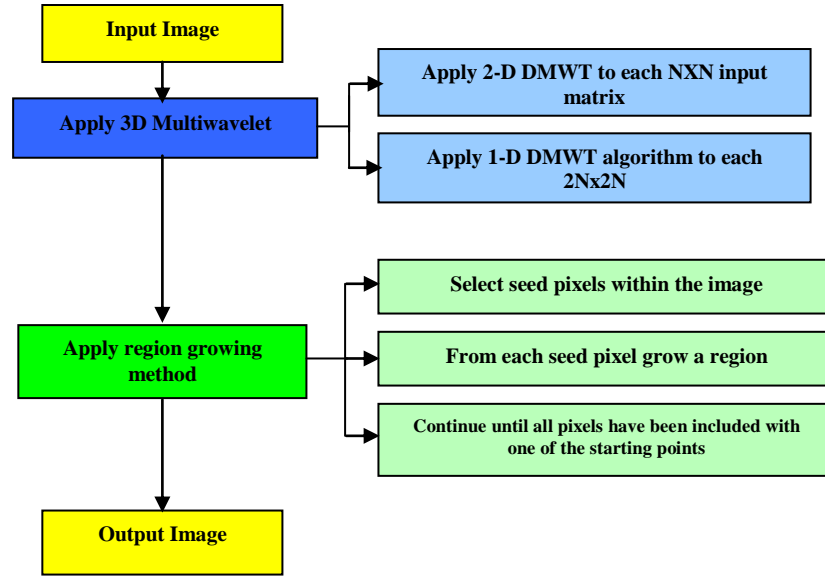 Input Image
Apply 2-D DMWT to each NXN input
matrix
Apply 3D Multiwavelet
Apply 1-D DMWT algorithm to each
2Nx2N
Select seed pixels within the image
Apply region growing
method
From each seed pixel grow a region
Continue until all pixels have been included with
one of the starting points
Output Image